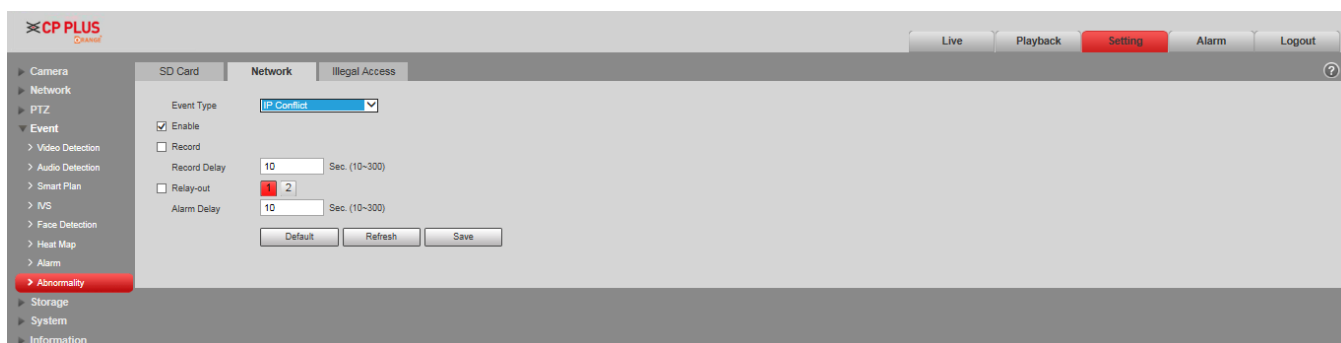 CP PLUS
ORANGE
Live Playback Setting Alarm Logout
Camera
Network
PTZ
Event
Video Detection
Audio Detection
Smart Plan
IVS
Face Detection
Heat Map
Alarm
Abnormality
Storage
System
Information
SD Card Network Illegal Access
?
Event Type IP Conflict
Enable
Record
Record Delay 10 Sec. (10~300)
Relay-out 1 2
Alarm Delay 10 Sec. (10~300)
Default Refresh Save